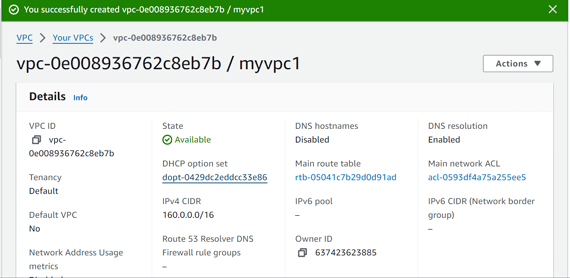 You successfully created vpc-0e008936762c8eb7b / myvpc1
VPC > Your VPCs > vpc-0e008936762c8eb7b
vpc-0e008936762c8eb7b / myvpc1
Actions
Details Info
VPC ID
vpc-
0e008936762c8eb7b
State
Available
DNS hostnames
Disabled
DNS resolution
Enabled
Tenancy
Default
DHCP option set
dopt-0429dc2eddcc33e86
Main route table
rtb-05041c7b29d0d91ad
Main network ACL
acl-0593df4a75a255ee5
Default VPC
No
IPv4 CIDR
160.0.0.0/16
IPv6 pool
–
IPv6 CIDR (Network border
group)
–
Network Address Usage
metrics
Route 53 Resolver DNS
Firewall rule groups
–
Owner ID
637423623885